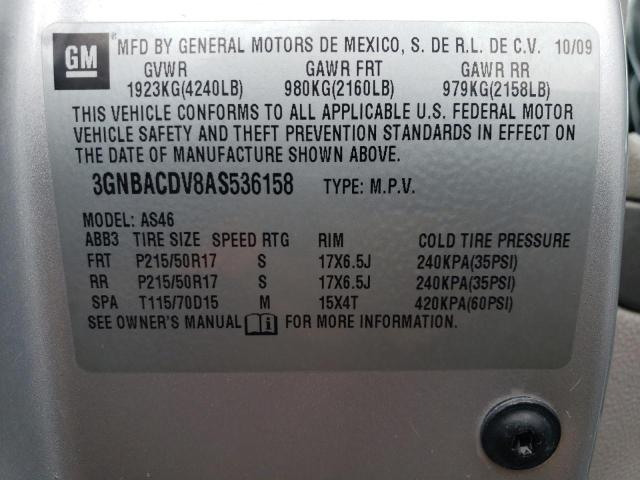 GM MFD BY GENERAL MOTORS DE MEXICO, S. DE R.L. DE C.V. 10/09
GVWR GAWR FRT GAWR RR
1923KG(4240LB) 980KG(2160LB) 979KG(2158LB)
THIS VEHICLE CONFORMS TO ALL APPLICABLE U.S. FEDERAL MOTOR
VEHICLE SAFETY AND THEFT PREVENTION STANDARDS IN EFFECT ON
THE DATE OF MANUFACTURE SHOWN ABOVE.
3GNBACDV8AS536158 TYPE: M.P.V.
MODEL: AS46
ABB3 TIRE SIZE SPEED RTG RIM COLD TIRE PRESSURE
FRT P215/50R17 S 17X6.5J 240KPA(35PSI)
RR P215/50R17 S 17X6.5J 240KPA(35PSI)
SPA T115/70D15 M 15X4T 420KPA(60PSI)
SEE OWNER'S MANUAL i FOR MORE INFORMATION.